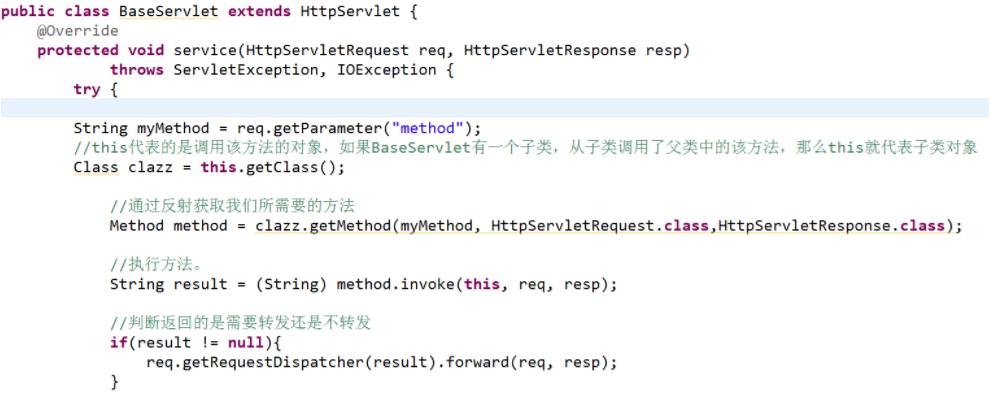 public class BaseServlet extends HttpServlet {
@Override
protected void service(HttpServletRequest req, HttpServletResponse resp)
throws ServletException, IOException {
try {
String myMethod = req.getParameter("method");
//this代表的是调用该方法的对象，如果BaseServlet有一个子类，从子类调用了父类中的该方法，那么this就代表子类对象
Class clazz = this.getClass();
//通过反射获取我们所需要的方法
Method method = clazz.getMethod(myMethod, HttpServletRequest.class,HttpServletResponse.class);
//执行方法。
String result = (String) method.invoke(this, req, resp);
//判断返回的是需要转发还是不转发
if(result != null){
req.getRequestDispatcher(result).forward(req, resp);
}